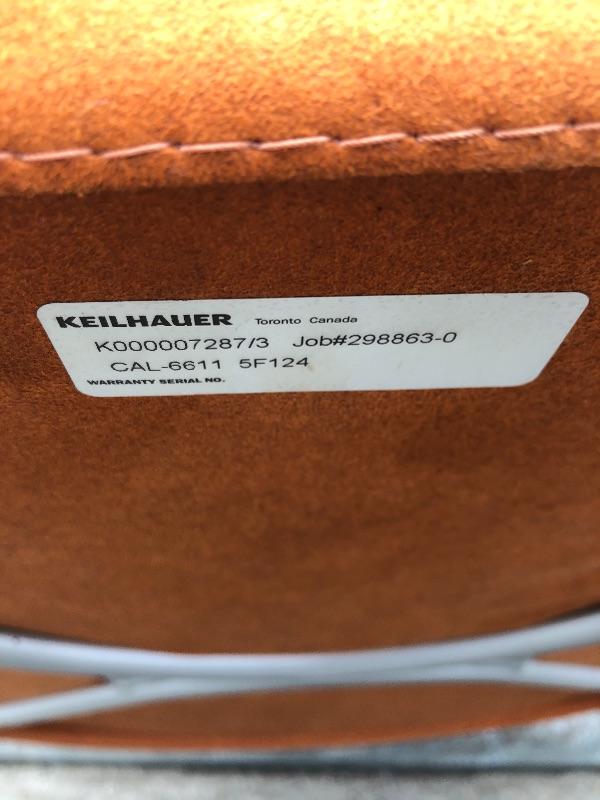 KEILHAUER Toronto Canada
K000007287/3 Job#298863-0
CAL-6611 5F124
WARRANTY SERIAL NO.